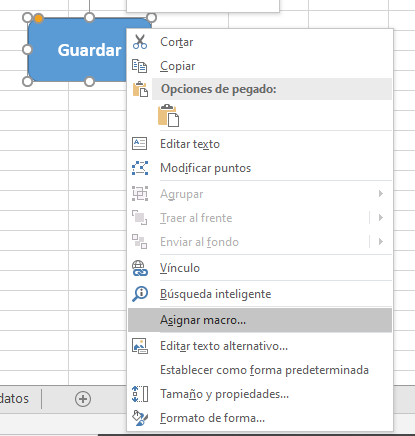 Guardar
Cortar
Copiar
Opciones de pegado:
Editar texto
Modificar puntos
Agrupar
Traer al frente
Enviar al fondo
Vínculo
Búsqueda inteligente
Asignar macro...
Editar texto alternativo...
Establecer como forma predeterminada
Tamaño y propiedades...
Formato de forma...
datos